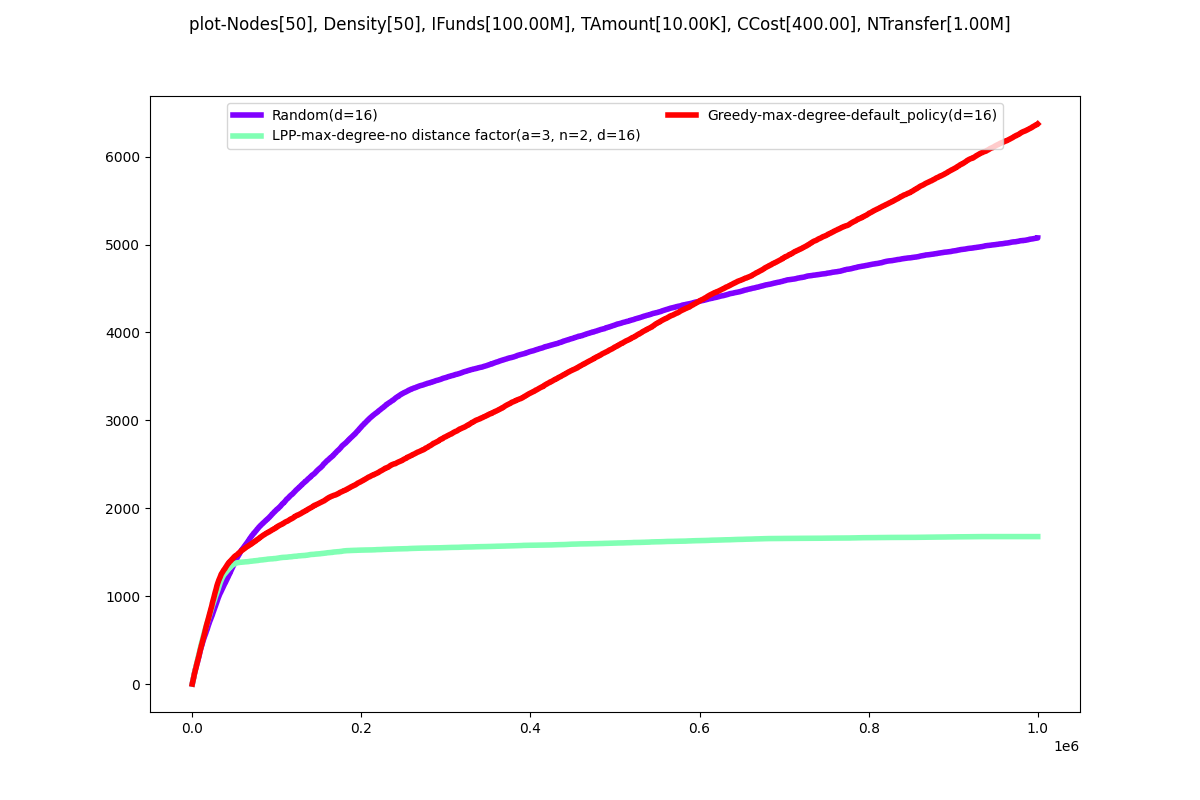 plot-Nodes[50], Density[50], IFunds[100.00M], TAmount[10.00K], CCost[400.00], NTransfer[1.00M]
Random(d=16)
LPP-max-degree-no distance factor(a=3, n=2, d=16)
Greedy-max-degree-default_policy(d=16)
6000
5000
4000
3000
2000
1000
0
0.0 0.2 0.4 0.6 0.8 1.0
1e6